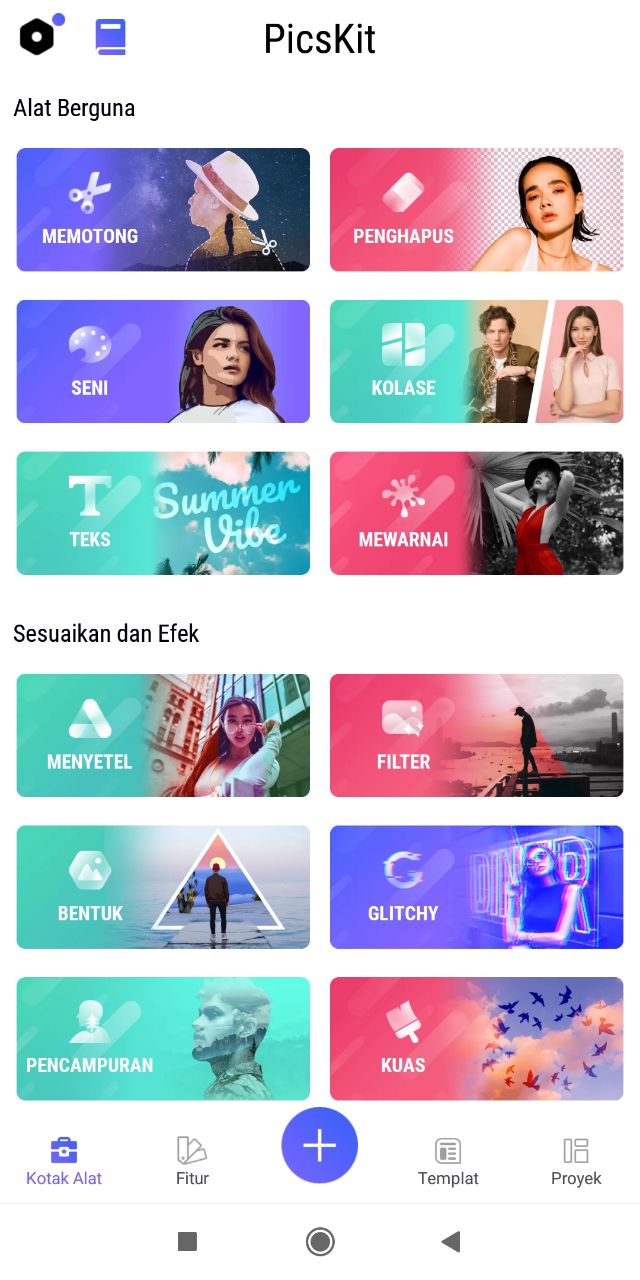 PicsKit
Alat Berguna
MEMOTONG
PENGHAPUS
SENI
KOLASE
TEKS
Summer
Vibe
MEWARNAI
Sesuaikan dan Efek
MENYETEL
FILTER
BENTUK
GLITCHY
PENCAMPURAN
KUAS
Kotak Alat
Fitur
Templat
Proyek